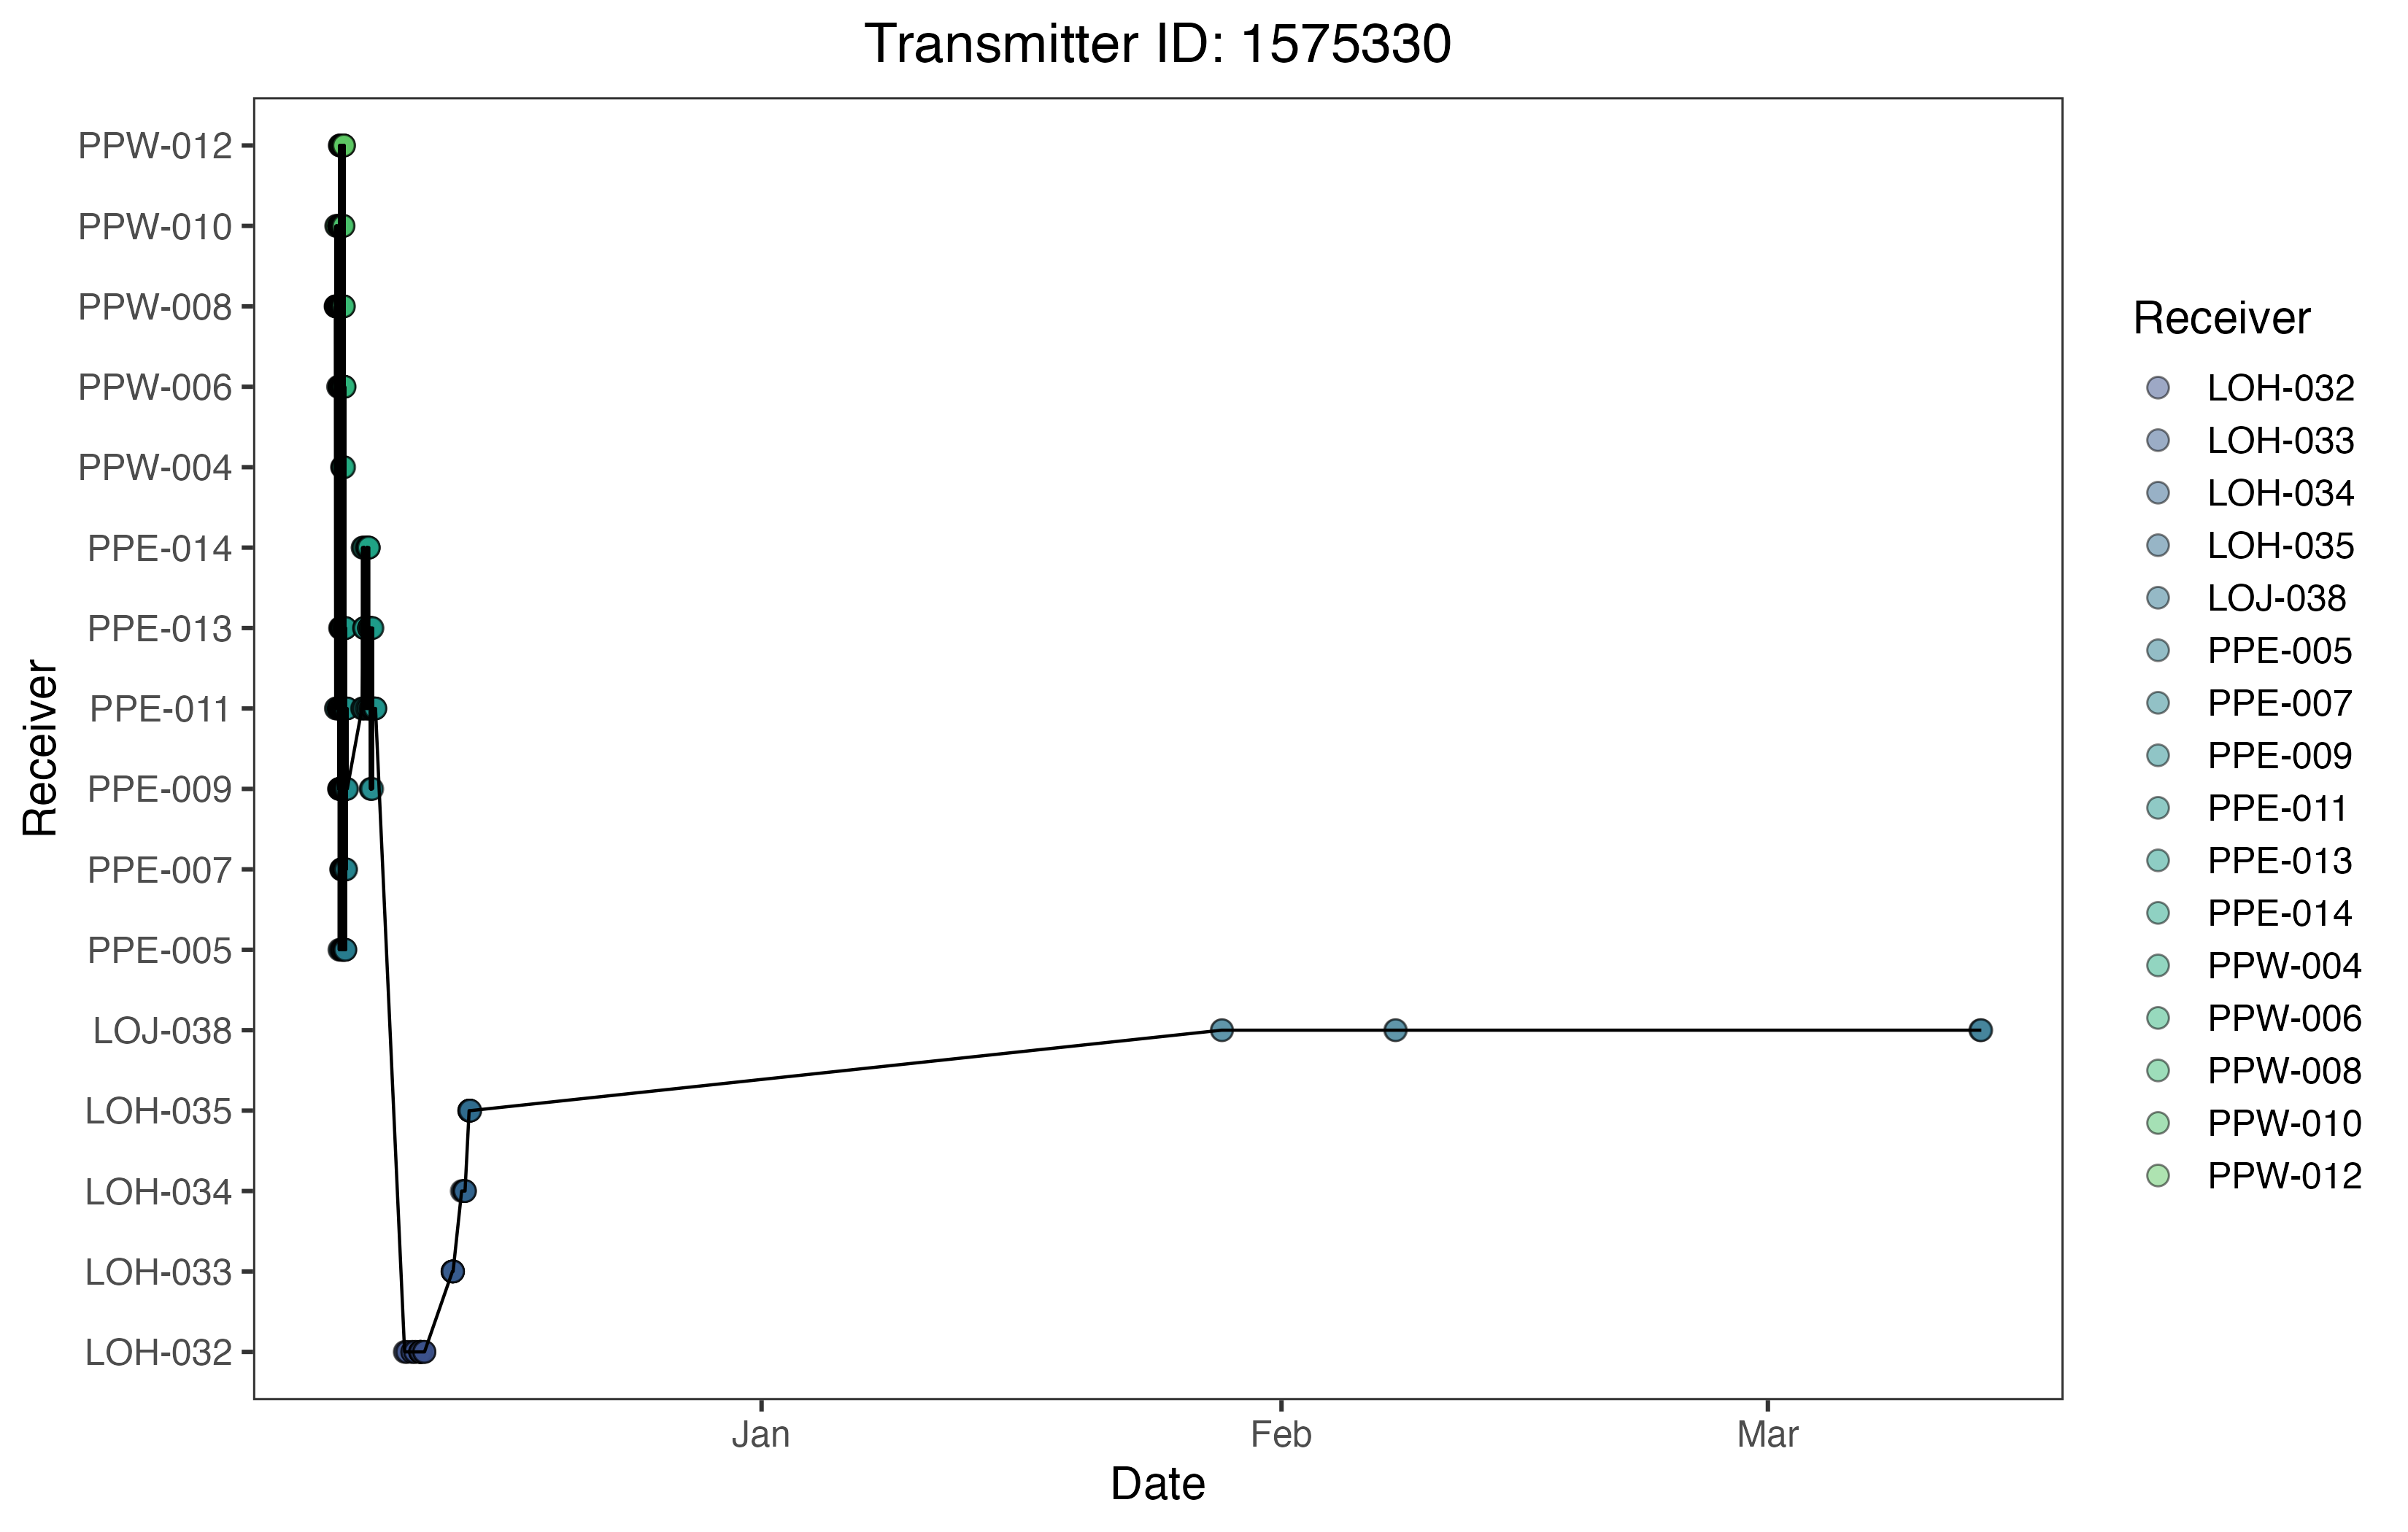 Transmitter ID: 1575330
Receiver
PPW-012
PPW-010
PPW-008
PPW-006
PPW-004
PPE-014
PPE-013
PPE-011
PPE-009
PPE-007
PPE-005
LOJ-038
LOH-035
LOH-034
LOH-033
LOH-032
Jan
Feb
Mar
Date
Receiver
LOH-032
LOH-033
LOH-034
LOH-035
LOJ-038
PPE-005
PPE-007
PPE-009
PPE-011
PPE-013
PPE-014
PPW-004
PPW-006
PPW-008
PPW-010
PPW-012